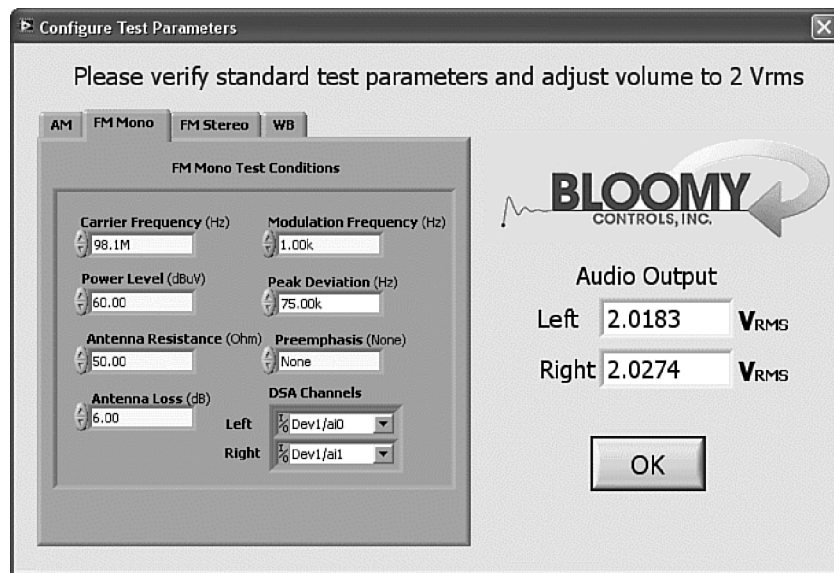 Configure Test Parameters
Please verify standard test parameters and adjust volume to 2 Vrms
AM FM Mono FM Stereo WB
FM Mono Test Conditions
Carrier Frequency (Hz) Modulation Frequency (Hz)
98.1M 1.00k
Power Level (dBuV) Peak Deviation (Hz)
60.00 75.00k
Antenna Resistance (Ohm) Preemphasis (None)
50.00 None
Antenna Loss (dB) DSA Channels
6.00
Left Dev1/ai0
Right Dev1/ai1
BLOOMY
CONTROLS, INC.
Audio Output
Left 2.0183 VRMS
Right 2.0274 VRMS
OK